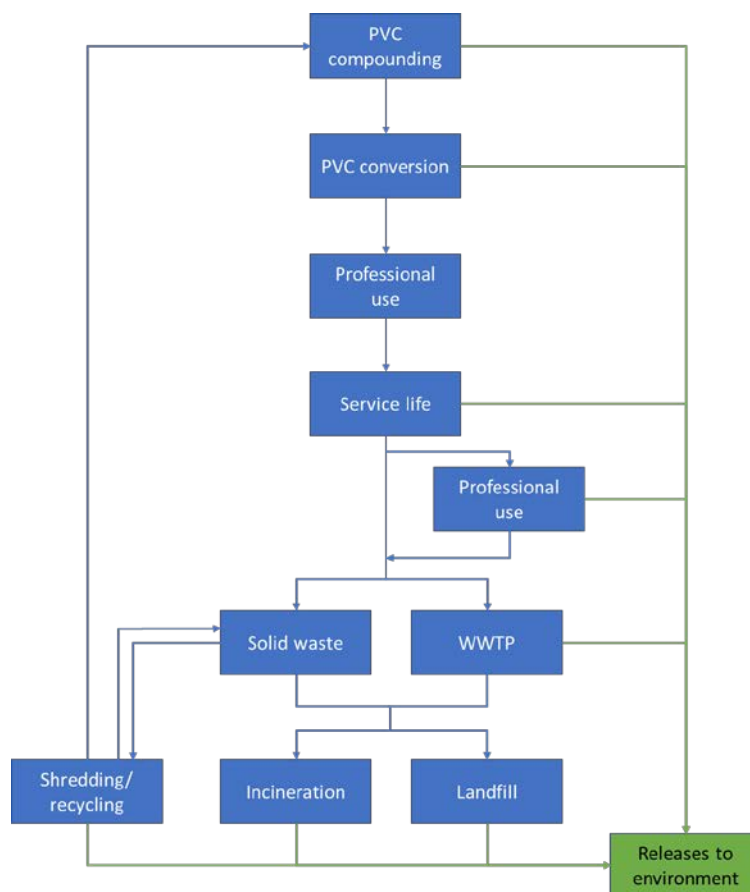 PVC
compounding
PVC conversion
Professional
use
Service life
Professional
use
Solid waste
WWTP
Shredding/
recycling
Incineration
Landfill
Releases to
environment